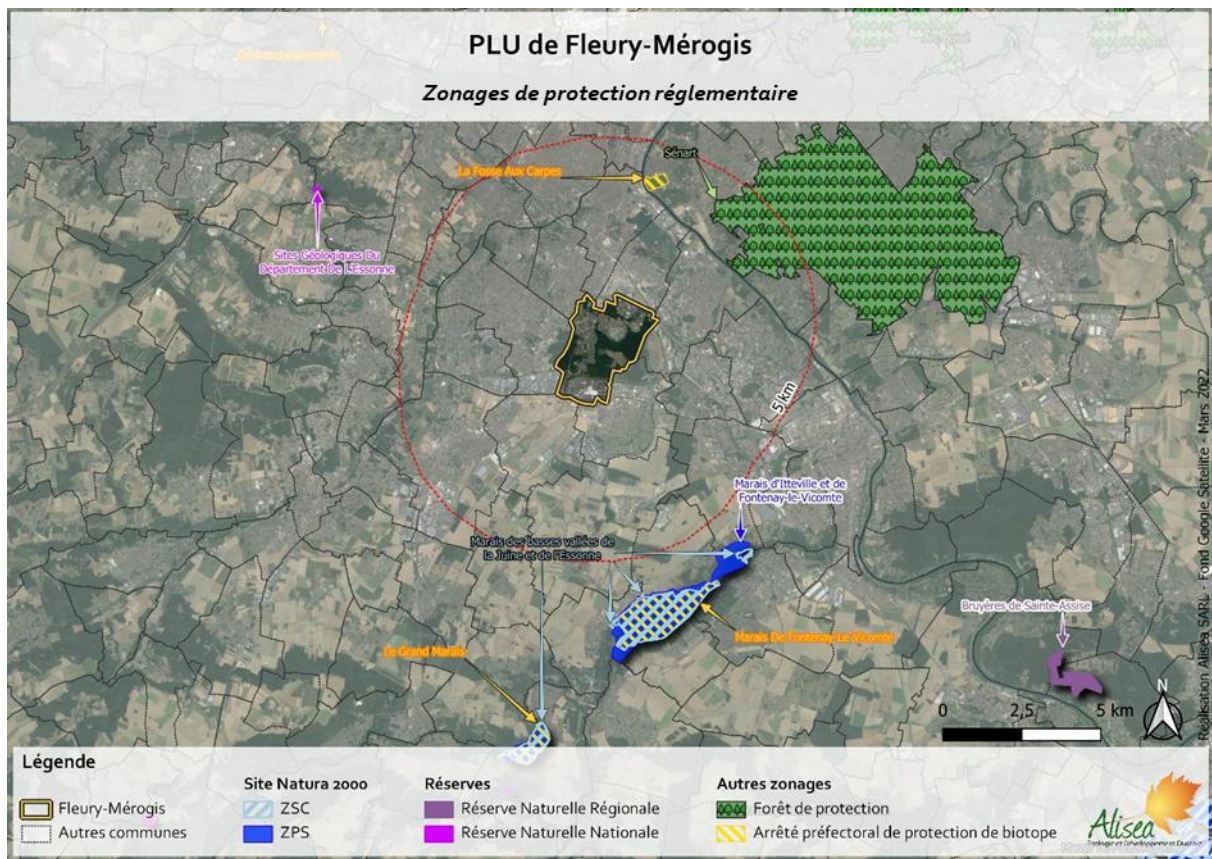 PLU de Fleury-Mérogis
Zonages de protection réglementaire
Sénart
La Fosse Aux Carpes
Sites Géologiques Du
Département De L'Essonne
5 km
Marais d'Itteville et de
Fontenay-le-Vicomte
Marais des basses vallées de
la Juine et de l'Essonne
Bruyères de Sainte-Assise
Marais De Fontenay-Le-Vicomte
Le Grand Marais
N
0 2,5 5 km
Réalisation Alisea SARL - Fond Google Satellite - Mars 2022
Légende
Fleury-Mérogis
Autres communes
Site Natura 2000
ZSC
ZPS
Réserves
Réserve Naturelle Régionale
Réserve Naturelle Nationale
Autres zonages
Forêt de protection
Arrêté préfectoral de protection de biotope
Alisea
Ecologie et Développement Durable